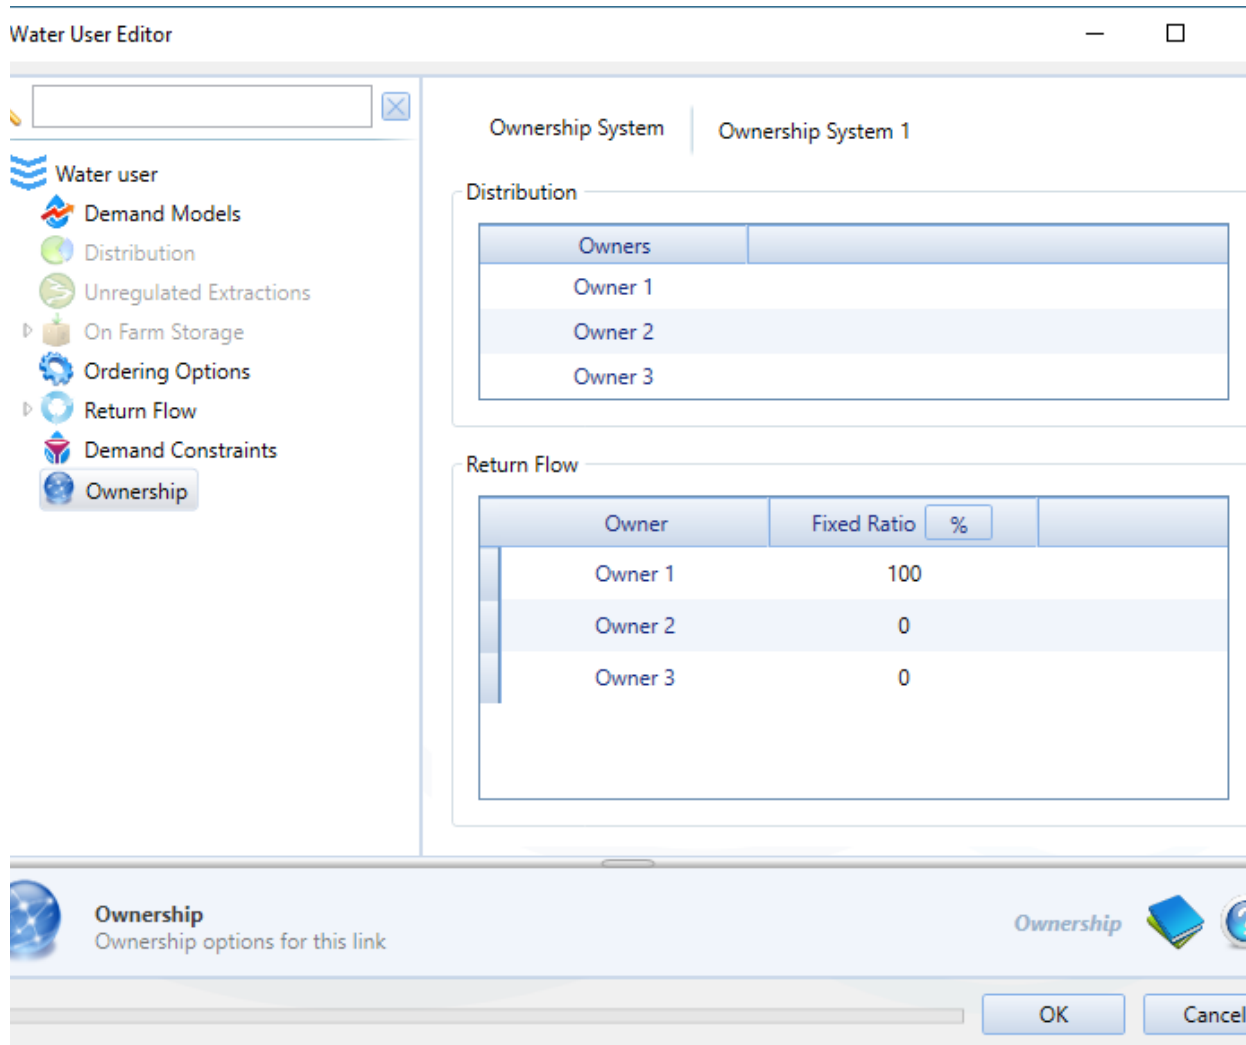 Water User Editor
Water user
Demand Models
Distribution
Unregulated Extractions
On Farm Storage
Ordering Options
Return Flow
Demand Constraints
Ownership
Ownership System
Ownership System 1
Distribution
Owners
Owner 1
Owner 2
Owner 3
Return Flow
Owner Fixed Ratio %
Owner 1 100
Owner 2 0
Owner 3 0
Ownership
Ownership options for this link
Ownership
OK Cancel